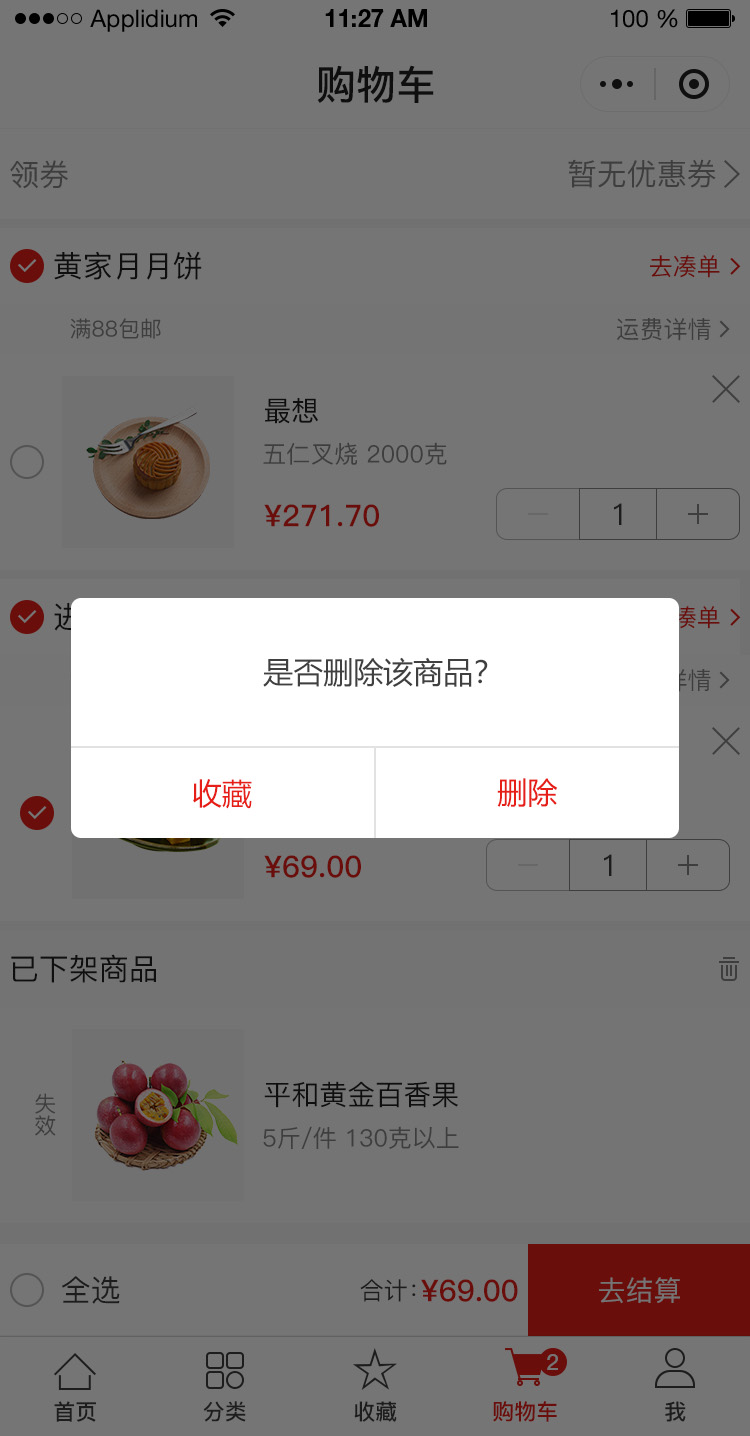 Applidium 11:27 AM 100 %
购物车
领券 暂无优惠券
黄家月月饼 去凑单
满88包邮 运费详情
最想
五仁叉烧 2000克
¥271.70 1
凑单
详情
是否删除该商品?
收藏 删除
¥69.00 1
已下架商品
失效
平和黄金百香果
5斤/件 130克以上
全选 合计:¥69.00 去结算
2
首页 分类 收藏 购物车 我